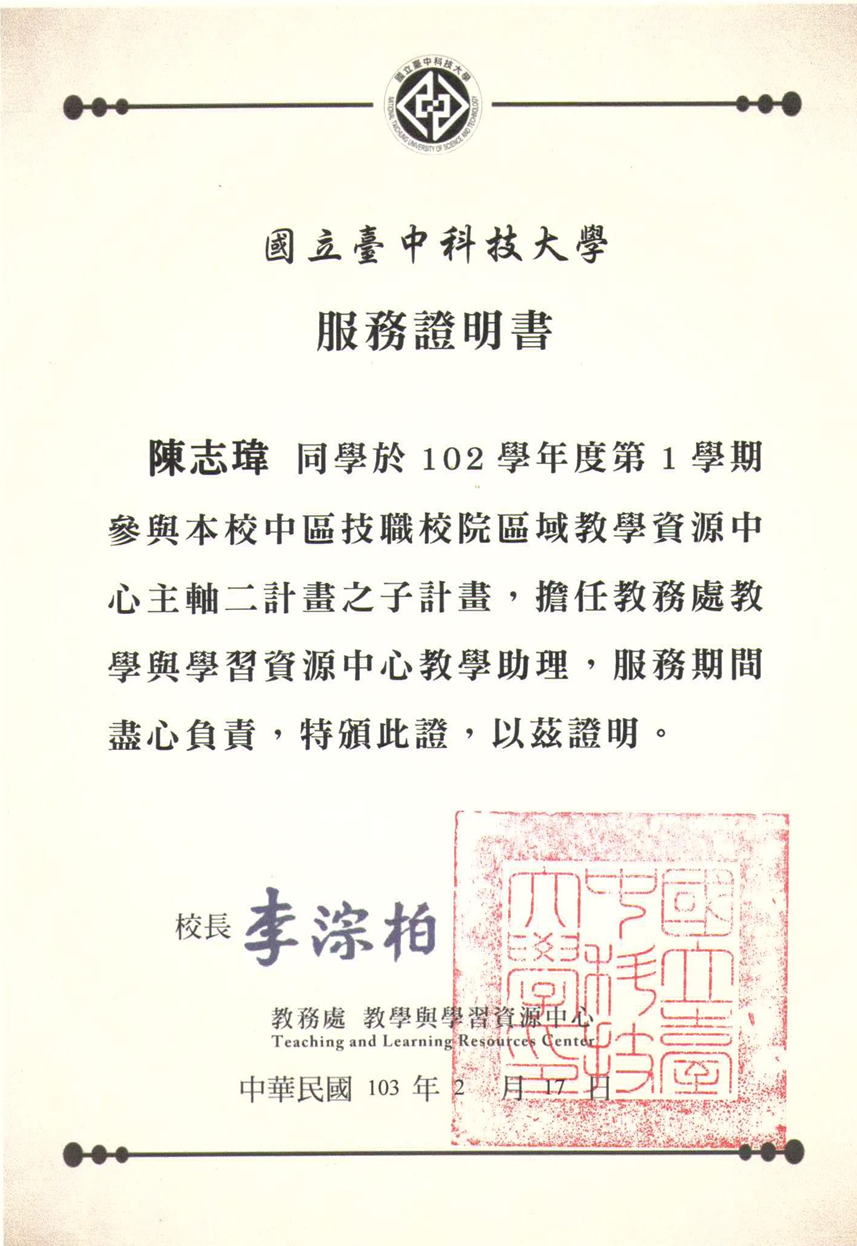 國立臺中科技大學
NATIONAL TAICHUNG UNIVERSITY OF SCIENCE AND TECHNOLOGY
國立臺中科技大學
服務證明書
陳志瑋 同學於 102 學年度第 1 學期
參與本校中區技職校院區域教學資源中
心主軸二計畫之子計畫，擔任教務處教
學與學習資源中心教學助理，服務期間
盡心負責，特頒此證，以茲證明。
校長 李淙柏
國立臺中科技大學印
教務處 教學與學習資源中心
Teaching and Learning Resources Center
中華民國 103 年 2 月 17 日